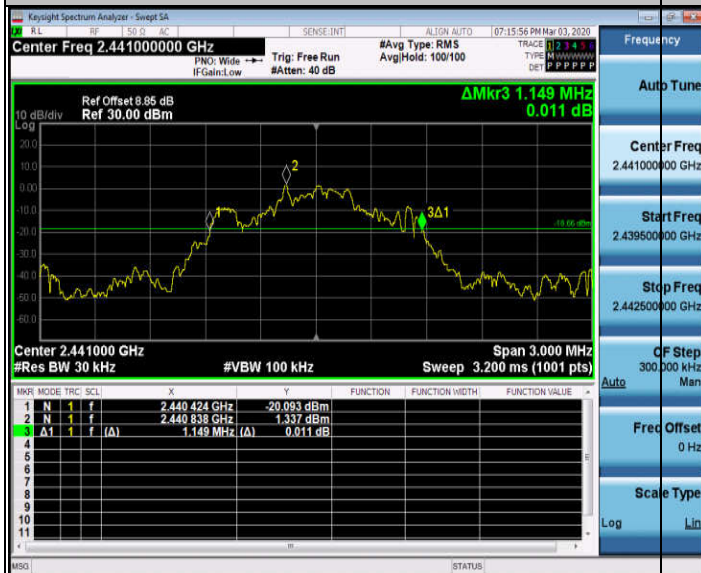 Keysight Spectrum Analyzer - Swept SA
RL RF 50 Ω AC SENSE:INT ALIGN AUTO 07:15:56 PM Mar 03, 2020
Center Freq 2.441000000 GHz
PNO: Wide
IFGain:Low
Trig: Free Run
#Atten: 40 dB
#Avg Type: RMS
Avg|Hold: 100/100
TRACE 1 2 3 4 5 6
TYPE M W W W W W
DET P P P P P P
Frequency
Auto Tune
Center Freq
2.441000000 GHz
Start Freq
2.439500000 GHz
Stop Freq
2.442500000 GHz
CF Step
300.000 kHz
Auto Man
Freq Offset
0 Hz
Scale Type
Log Lin
ΔMkr3 1.149 MHz
0.011 dB
Ref Offset 8.85 dB
10 dB/div Ref 30.00 dBm
Log
20.0
10.0
0.00
-10.0
-20.0
-30.0
-40.0
-50.0
-60.0
1
2
3Δ1
-18.66 dBm
Center 2.441000 GHz Span 3.000 MHz
#Res BW 30 kHz #VBW 100 kHz Sweep 3.200 ms (1001 pts)
MKR MODE TRC SCL X Y FUNCTION FUNCTION WIDTH FUNCTION VALUE
1 N 1 f 2.440 424 GHz -20.093 dBm
2 N 1 f 2.440 838 GHz 1.337 dBm
3 Δ1 1 f (Δ) 1.149 MHz (Δ) 0.011 dB
4
5
6
7
8
9
10
11
MSG STATUS